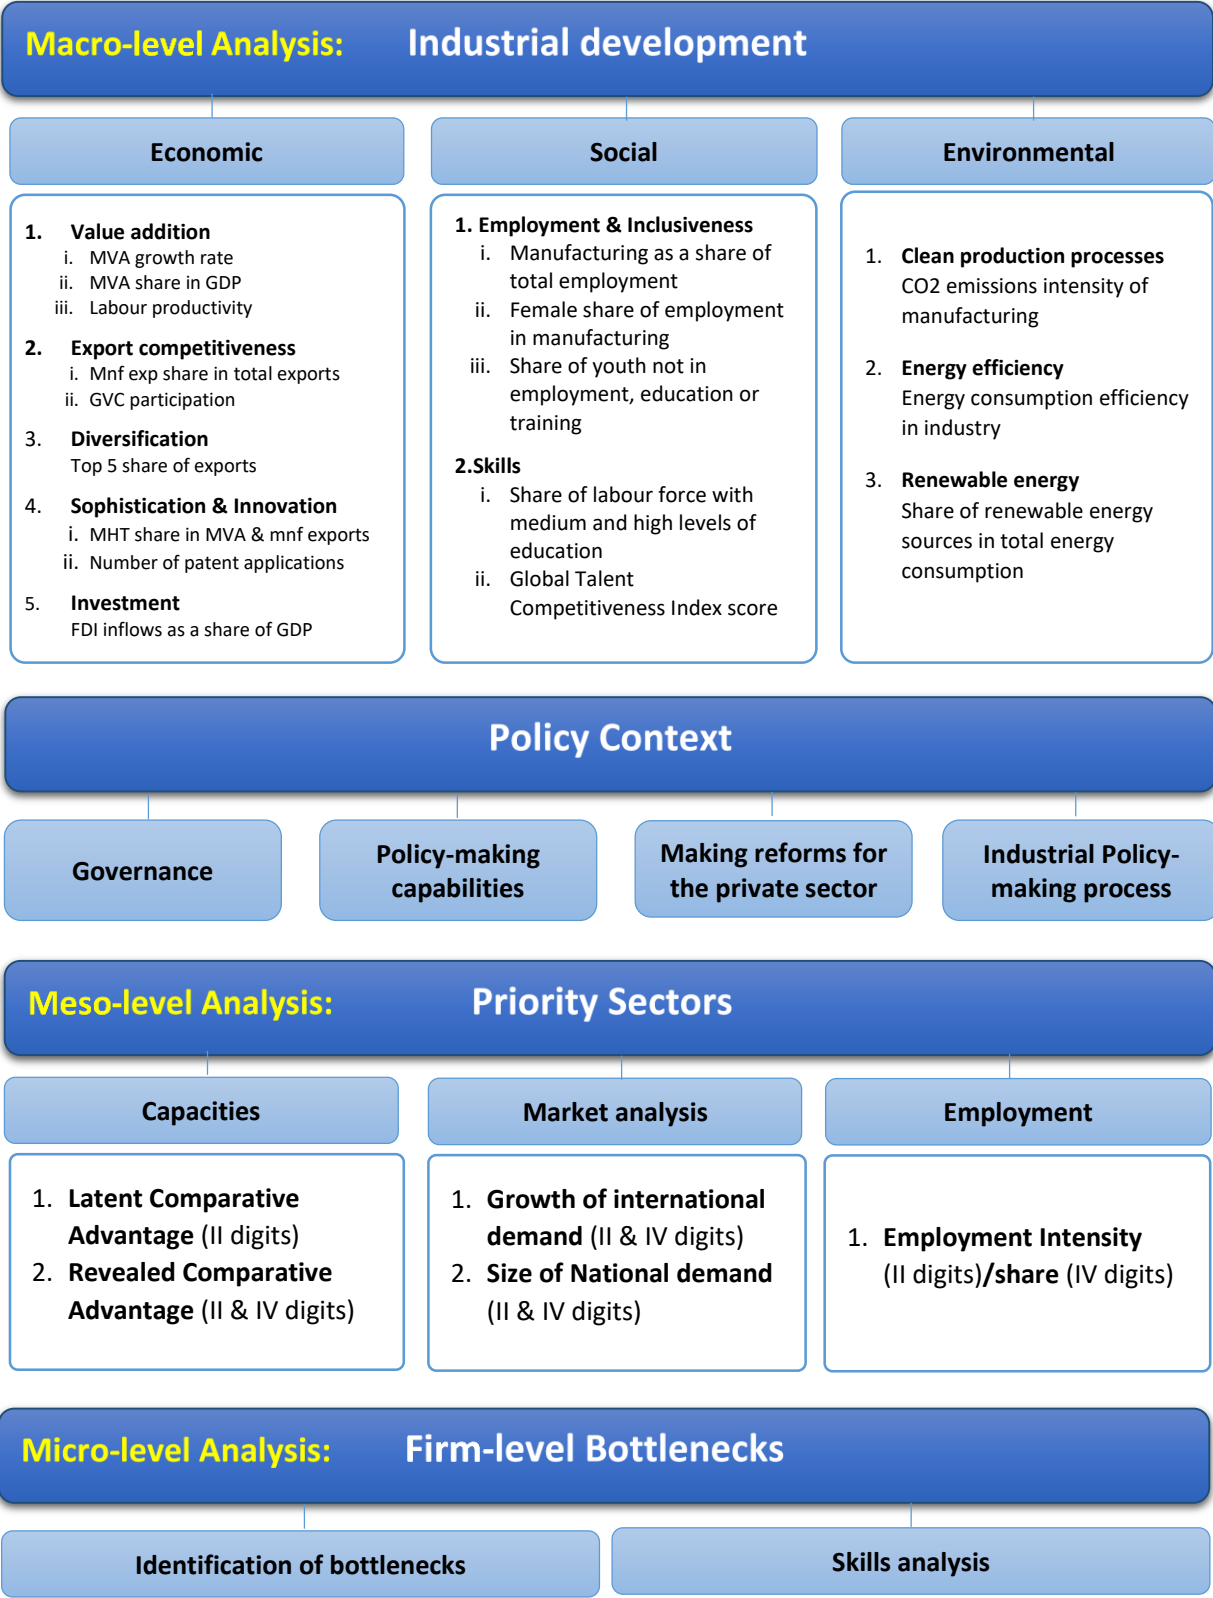 Macro-level Analysis: Industrial development
Economic
Social
Environmental
1. Value addition
i. MVA growth rate
ii. MVA share in GDP
iii. Labour productivity
2. Export competitiveness
i. Mnf exp share in total exports
ii. GVC participation
3. Diversification
Top 5 share of exports
4. Sophistication & Innovation
i. MHT share in MVA & mnf exports
ii. Number of patent applications
5. Investment
FDI inflows as a share of GDP
1. Employment & Inclusiveness
i. Manufacturing as a share of
total employment
ii. Female share of employment
in manufacturing
iii. Share of youth not in
employment, education or
training
2.Skills
i. Share of labour force with
medium and high levels of
education
ii. Global Talent
Competitiveness Index score
1. Clean production processes
CO2 emissions intensity of
manufacturing
2. Energy efficiency
Energy consumption efficiency
in industry
3. Renewable energy
Share of renewable energy
sources in total energy
consumption
Policy Context
Governance
Policy-making
capabilities
Making reforms for
the private sector
Industrial Policy-
making process
Meso-level Analysis: Priority Sectors
Capacities
Market analysis
Employment
1. Latent Comparative
Advantage (II digits)
2. Revealed Comparative
Advantage (II & IV digits)
1. Growth of international
demand (II & IV digits)
2. Size of National demand
(II & IV digits)
1. Employment Intensity
(II digits)/share (IV digits)
Micro-level Analysis: Firm-level Bottlenecks
Identification of bottlenecks
Skills analysis